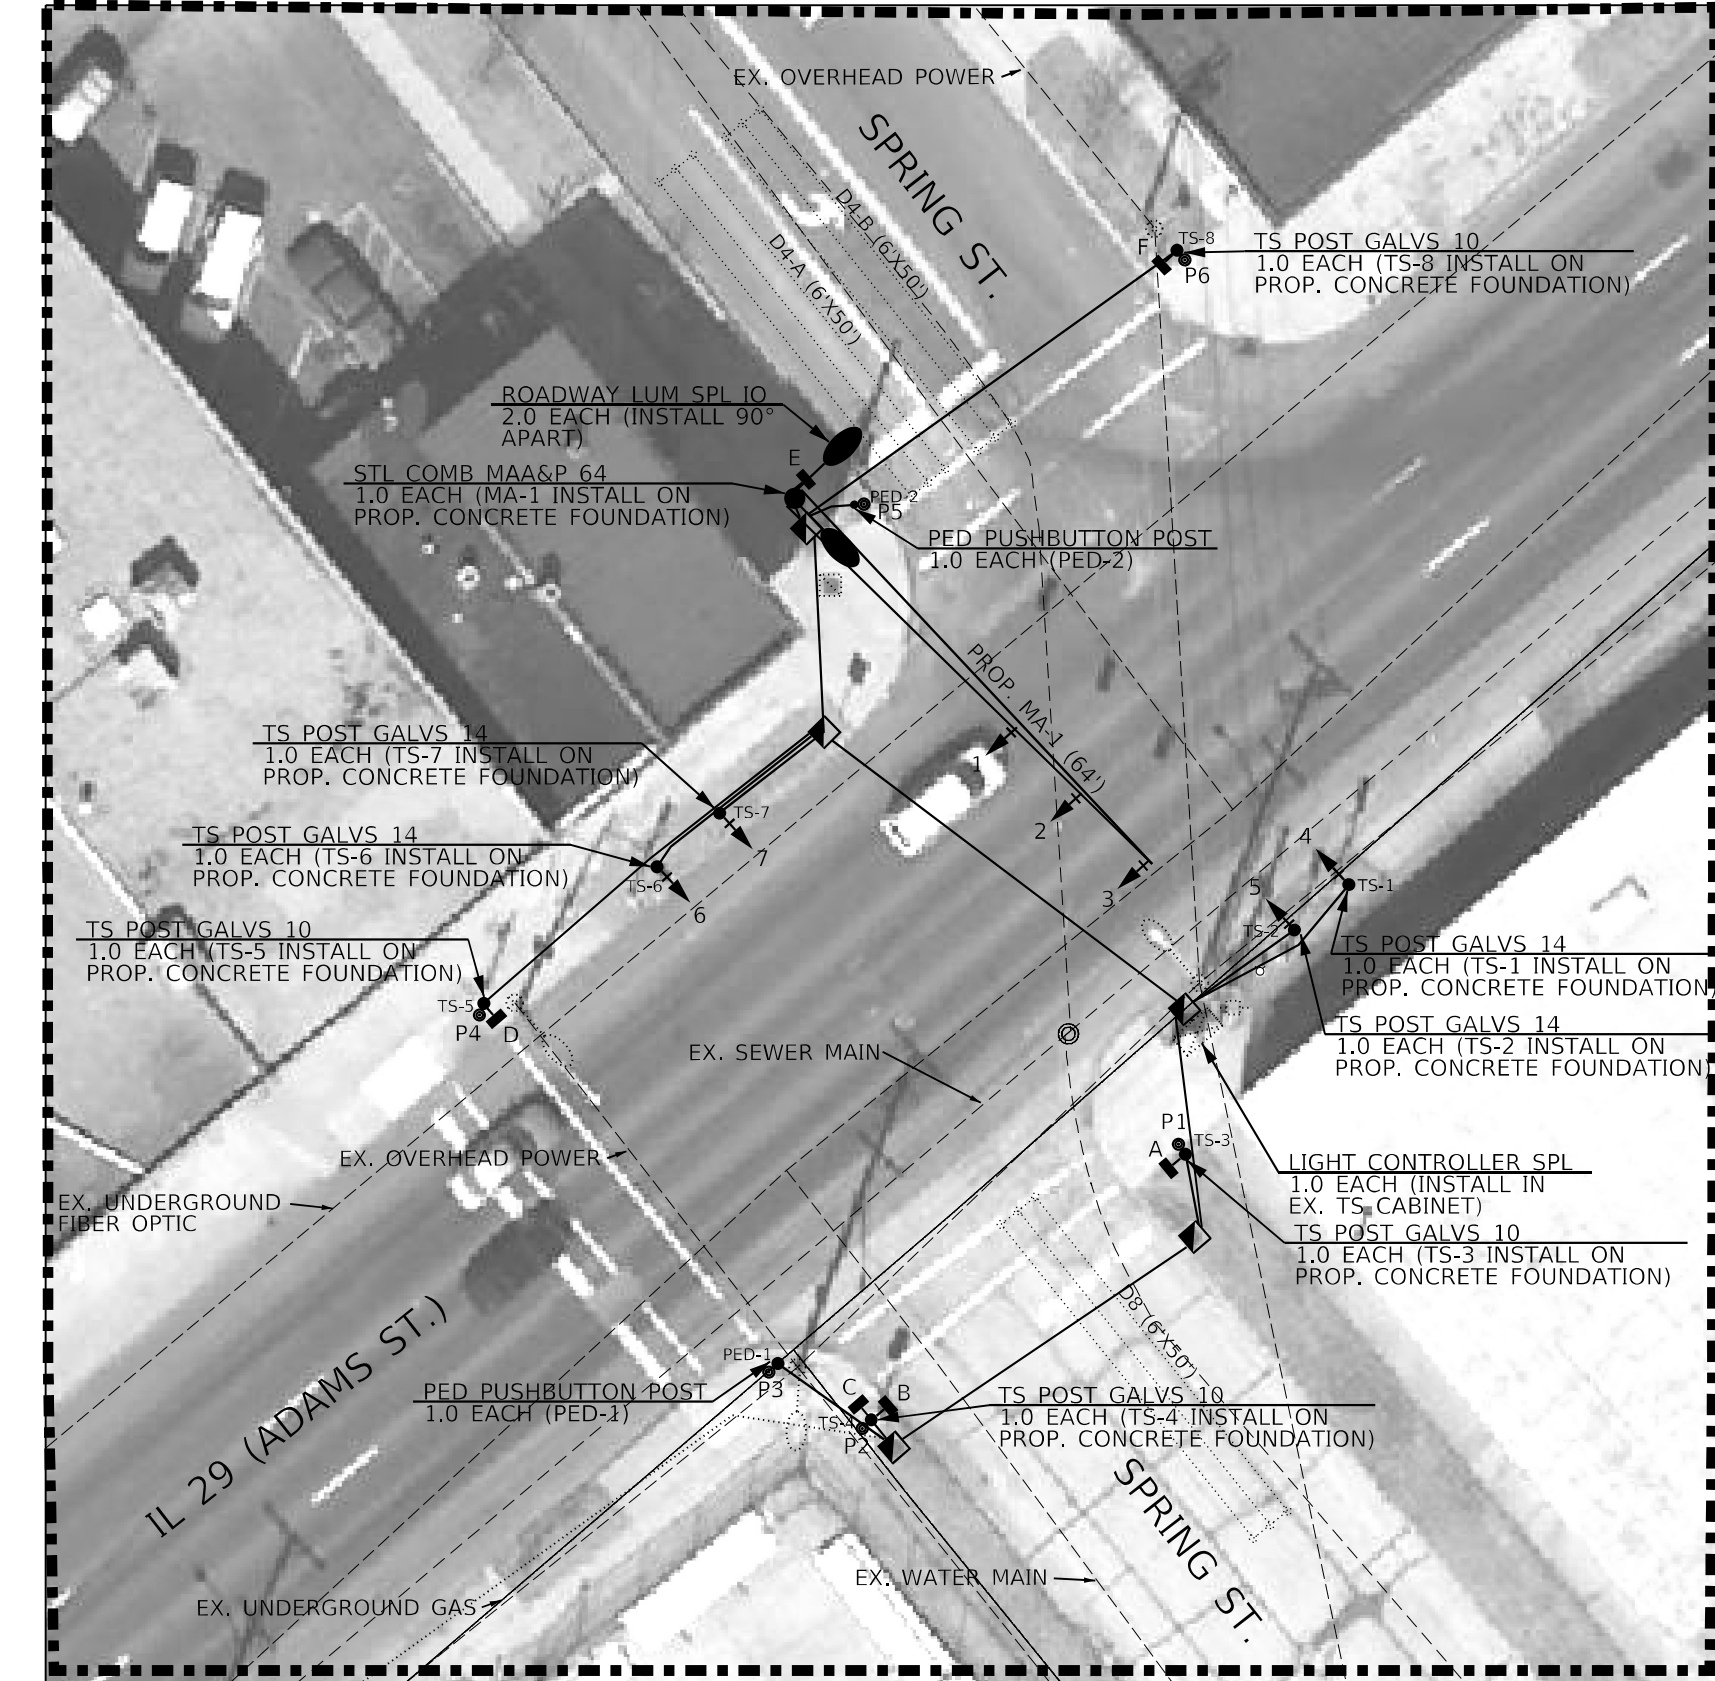 EX. OVERHEAD POWER
SPRING ST.
D4-B (6'X50')
D4-A (6'X50')
F
TS-8
P6
TS POST GALVS 10
1.0 EACH (TS-8 INSTALL ON
PROP. CONCRETE FOUNDATION)
ROADWAY LUM SPL IO
2.0 EACH (INSTALL 90°
APART)
E
STL COMB MAA&P 64
1.0 EACH (MA-1 INSTALL ON
PROP. CONCRETE FOUNDATION)
PED-2
P5
PED PUSHBUTTON POST
1.0 EACH (PED-2)
PROP. MA-1 (64')
1
2
3
TS POST GALVS 14
1.0 EACH (TS-7 INSTALL ON
PROP. CONCRETE FOUNDATION)
TS-7
7
TS POST GALVS 14
1.0 EACH (TS-6 INSTALL ON
PROP. CONCRETE FOUNDATION)
TS-6
6
4
TS-1
5
TS-2
8
TS POST GALVS 10
1.0 EACH (TS-5 INSTALL ON
PROP. CONCRETE FOUNDATION)
TS-5
P4
D
TS POST GALVS 14
1.0 EACH (TS-1 INSTALL ON
PROP. CONCRETE FOUNDATION)
TS POST GALVS 14
1.0 EACH (TS-2 INSTALL ON
PROP. CONCRETE FOUNDATION)
EX. SEWER MAIN
P1
TS-3
A
EX. OVERHEAD POWER
LIGHT CONTROLLER SPL
1.0 EACH (INSTALL IN
EX. TS CABINET)
EX. UNDERGROUND
FIBER OPTIC
TS POST GALVS 10
1.0 EACH (TS-3 INSTALL ON
PROP. CONCRETE FOUNDATION)
D8 (6'X50')
IL 29 (ADAMS ST.)
PED-1
P3
PED PUSHBUTTON POST
1.0 EACH (PED-1)
C
B
TS-4
P2
TS POST GALVS 10
1.0 EACH (TS-4 INSTALL ON
PROP. CONCRETE FOUNDATION)
SPRING ST.
EX. WATER MAIN
EX. UNDERGROUND GAS